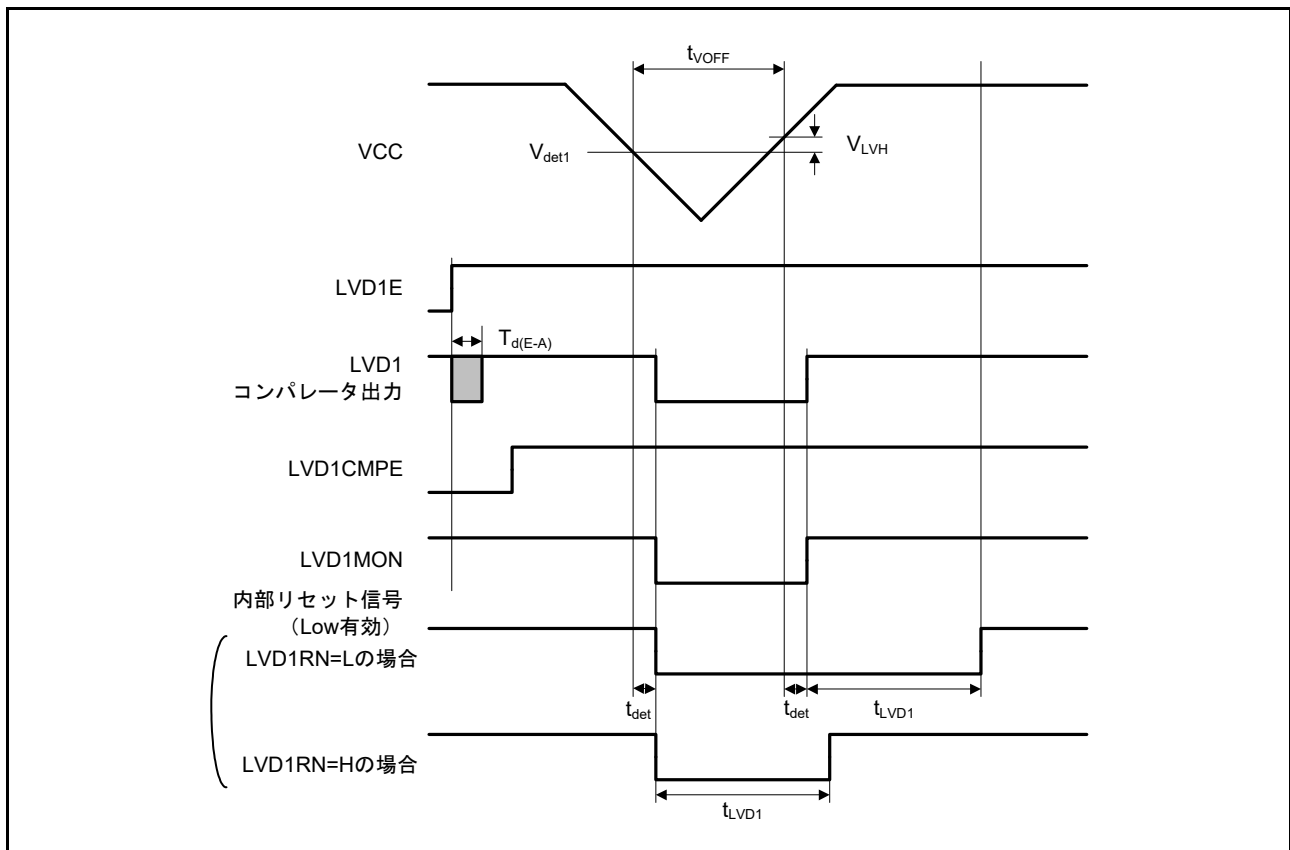 tVOFF
VCC
Vdet1
VLVH
LVD1E
Td(E-A)
LVD1
コンパレータ出力
LVD1CMPE
LVD1MON
内部リセット信号
（Low有効）
LVD1RN=Lの場合
tdet
tdet
tLVD1
LVD1RN=Hの場合
tLVD1